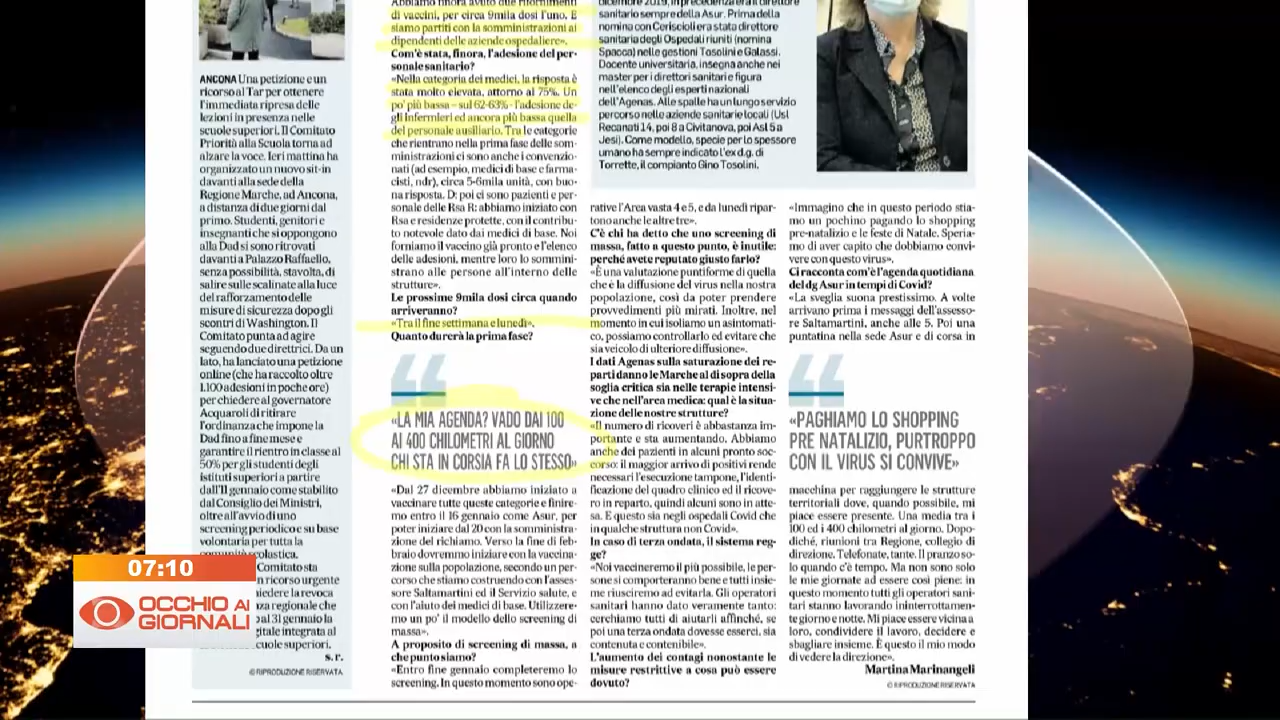 ANCONA Una petizione e un
ricorso al Tar per ottenere
l'immediata ripresa delle
lezioni in presenza nelle
scuole superiori. Il Comitato
Priorità alla Scuola torna ad
alzare la voce. Ieri mattina ha
organizzato un nuovo sit-in
davanti alla sede della
Regione Marche, ad Ancona,
a distanza di due giorni dal
primo. Studenti, genitori e
insegnanti che si oppongono
alla Dad si sono ritrovati
davanti a Palazzo Raffaello,
senza possibilità, stavolta, di
salire sulle scalinate alla luce
del rafforzamento delle
misure di sicurezza dopo gli
scontri di Washington. Il
Comitato punta ad agire
seguendo due direttrici. Da un
lato, ha lanciato una petizione
online (che ha raccolto oltre
1.100 adesioni in poche ore)
per chiedere al governatore
Acquaroli di ritirare
l'ordinanza che impone la
Dad fino a fine mese e
garantire il rientro in classe al
50% per gli studenti degli
istituti superiori a partire
dall'11 gennaio come stabilito
dal Consiglio dei Ministri,
oltre all'avvio di uno
screening periodico e su base
volontaria per tutta la
comunità scolastica.
Comitato sta
n ricorso urgente
iedere la revoca
za regionale che
al 31 gennaio la
gitale integrata al
cuole superiori.
s. r.
© RIPRODUZIONE RISERVATA
Abbiamo finora avuto due rifornimenti
di vaccini, per circa 9mila dosi l'uno. E
siamo partiti con la somministrazioni ai
dipendenti delle aziende ospedaliere».
Com'è stata, finora, l'adesione del per-
sonale sanitario?
«Nella categoria dei medici, la risposta è
stata molto elevata, attorno al 75%. Un
po' più bassa – sul 62-63% - l'adesione de-
gli Infermieri ed ancora più bassa quella
del personale ausiliario. Tra le categorie
che rientrano nella prima fase delle som-
ministrazioni ci sono anche i convenzio-
nati (ad esempio, medici di base e farma-
cisti, ndr), circa 5-6mila unità, con buo-
na risposta. D: poi ci sono pazienti e per-
sonale delle Rsa R: abbiamo iniziato con
Rsa e residenze protette, con il contribu-
to notevole dato dai medici di base. Noi
forniamo il vaccino già pronto e l'elenco
delle adesioni, mentre loro lo sommini-
strano alle persone all'interno delle
strutture».
Le prossime 9mila dosi circa quando
arriveranno?
«Tra il fine settimana e lunedì».
Quanto durerà la prima fase?
«LA MIA AGENDA? VADO DAI 100
AI 400 CHILOMETRI AL GIORNO
CHI STA IN CORSIA FA LO STESSO»
«Dal 27 dicembre abbiamo iniziato a
vaccinare tutte queste categorie e finire-
mo entro il 16 gennaio come Asur, per
poter iniziare dal 20 con la somministra-
zione del richiamo. Verso la fine di feb-
braio dovremmo iniziare con la vaccina-
zione sulla popolazione, secondo un per-
corso che stiamo costruendo con l'asses-
sore Saltamartini ed il Servizio salute, e
con l'aiuto dei medici di base. Utilizzere-
mo un po' il modello dello screening di
massa».
A proposito di screening di massa, a
che punto siamo?
«Entro fine gennaio completeremo lo
screening. In questo momento sono ope-
dicembre 2019, in precedenza era direttore
sanitario sempre della Asur. Prima della
nomina con Ceriscioli era stata direttore
sanitaria degli Ospedali riuniti (nomina
Spacca) nelle gestioni Tosolini e Galassi.
Docente universitaria, insegna anche nei
master per i direttori sanitari e figura
nell'elenco degli esperti nazionali
dell'Agenas. Alle spalle ha un lungo servizio
percorso nelle aziende sanitarie locali (Usl
Recanati 14, poi 8 a Civitanova, poi Asl 5 a
Jesi). Come modello, specie per lo spessore
umano ha sempre indicato l'ex d.g. di
Torrette, il compianto Gino Tosolini.
rative l'Area vasta 4 e 5, e da lunedì ripar-
tono anche le altre tre».
C'è chi ha detto che uno screening di
massa, fatto a questo punto, è inutile:
perché avete reputato giusto farlo?
«È una valutazione puntiforme di quella
che è la diffusione del virus nella nostra
popolazione, così da poter prendere
provvedimenti più mirati. Inoltre, nel
momento in cui isoliamo un asintomati-
co, possiamo controllarlo ed evitare che
sia veicolo di ulteriore diffusione».
I dati Agenas sulla saturazione dei re-
parti danno le Marche al di sopra della
soglia critica sia nelle terapie intensi-
ve che nell'area medica: qual è la situa-
zione delle nostre strutture?
«Il numero di ricoveri è abbastanza im-
portante e sta aumentando. Abbiamo
anche dei pazienti in alcuni pronto soc-
corso: il maggior arrivo di positivi rende
necessari l'esecuzione tampone, l'identi-
ficazione del quadro clinico ed il ricove-
ro in reparto, quindi alcuni sono in atte-
sa. E questo sia negli ospedali Covid che
in qualche struttura non Covid».
In caso di terza ondata, il sistema reg-
ge?
«Noi vaccineremo il più possibile, le per-
sone si comporteranno bene e tutti insie-
me riusciremo ad evitarla. Gli operatori
sanitari hanno dato veramente tanto:
cerchiamo tutti di aiutarli affinché, se
poi una terza ondata dovesse esserci, sia
contenuta e contenibile».
L'aumento dei contagi nonostante le
misure restrittive a cosa può essere
dovuto?
«Immagino che in questo periodo stia-
mo un pochino pagando lo shopping
pre-natalizio e le feste di Natale. Speria-
mo di aver capito che dobbiamo convi-
vere con questo virus».
Ci racconta com'è l'agenda quotidiana
del dg Asur in tempi di Covid?
«La sveglia suona prestissimo. A volte
arrivano prima i messaggi dell'assesso-
re Saltamartini, anche alle 5. Poi una
puntatina nella sede Asur e di corsa in
«PAGHIAMO LO SHOPPING
PRE NATALIZIO, PURTROPPO
CON IL VIRUS SI CONVIVE»
macchina per raggiungere le strutture
territoriali dove, quando possibile, mi
piace essere presente. Una media tra i
100 ed i 400 chilometri al giorno. Dopo-
diché, riunioni tra Regione, collegio di
direzione. Telefonate, tante. Il pranzo so-
lo quando c'è tempo. Ma non sono solo
le mie giornate ad essere così piene: in
questo momento tutti gli operatori sani-
tari stanno lavorando ininterrottamen-
te giorno e notte. Mi piace essere vicina a
loro, condividere il lavoro, decidere e
sbagliare insieme. È questo il mio modo
di vedere la direzione».
Martina Marinangeli
© RIPRODUZIONE RISERVATA
07:10
OCCHIO AI
GIORNALI